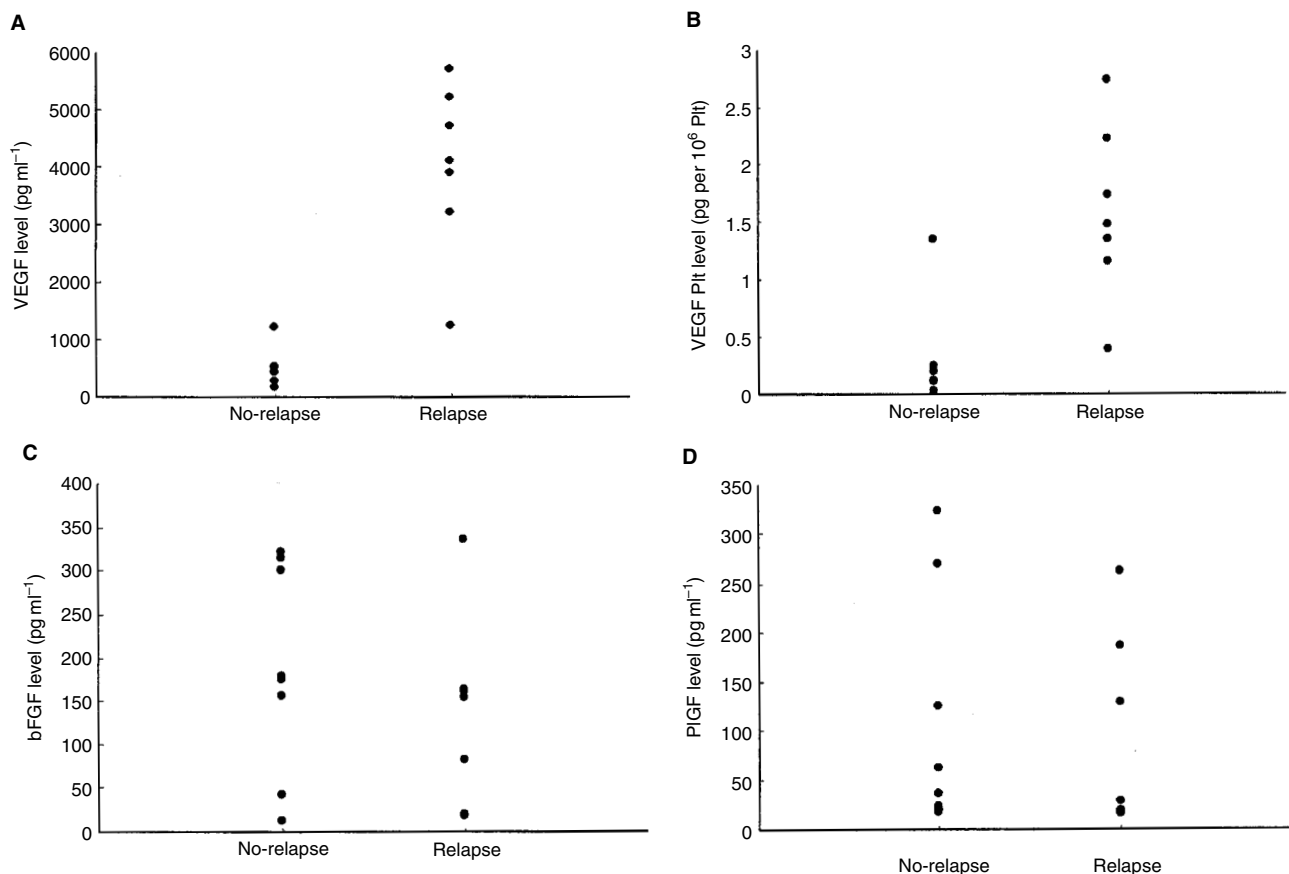 A
VEGF level (pg ml⁻¹)
6000
5000
4000
3000
2000
1000
0
No-relapse
Relapse
B
VEGF Plt level (pg per 10⁶ Plt)
3
2.5
2
1.5
1
0.5
0
No-relapse
Relapse
C
bFGF level (pg ml⁻¹)
400
350
300
250
200
150
100
50
0
No-relapse
Relapse
D
PIGF level (pg ml⁻¹)
350
300
250
200
150
100
50
0
No-relapse
Relapse